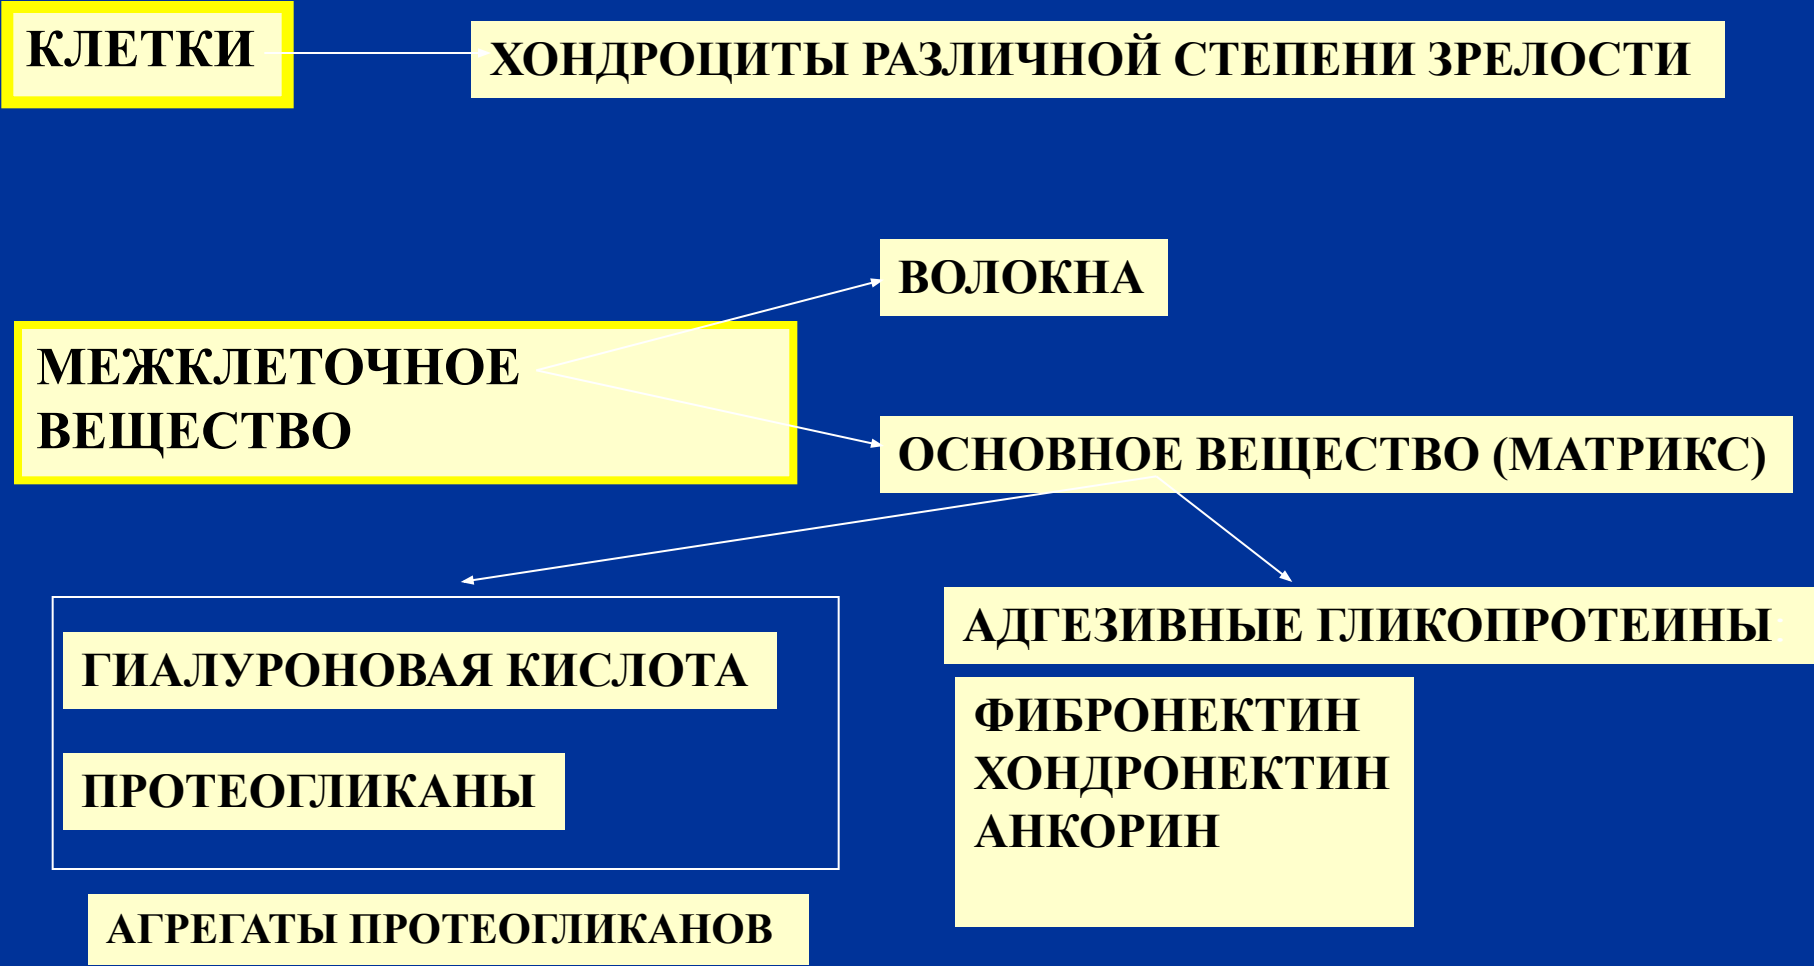 КЛЕТКИ
ХОНДРОЦИТЫ РАЗЛИЧНОЙ СТЕПЕНИ ЗРЕЛОСТИ
ВОЛОКНА
МЕЖКЛЕТОЧНОЕ
ВЕЩЕСТВО
ОСНОВНОЕ ВЕЩЕСТВО (МАТРИКС)
ГИАЛУРОНОВАЯ КИСЛОТА
ПРОТЕОГЛИКАНЫ
АГРЕГАТЫ ПРОТЕОГЛИКАНОВ
АДГЕЗИВНЫЕ ГЛИКОПРОТЕИНЫ
ФИБРОНЕКТИН
ХОНДРОНЕКТИН
АНКОРИН